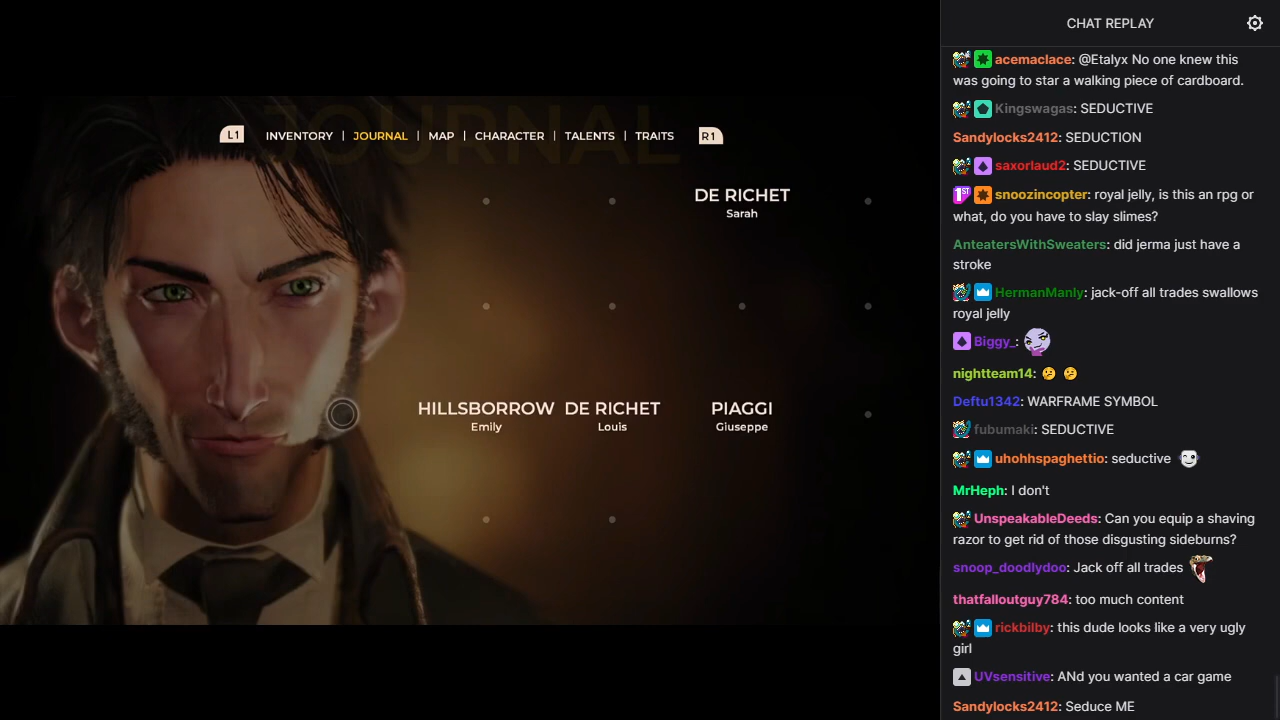 CHAT REPLAY
JOURNAL
L1 INVENTORY | JOURNAL | MAP | CHARACTER | TALENTS | TRAITS R1
DE RICHET
Sarah
HILLSBORROW DE RICHET PIAGGI
Emily Louis Giuseppe
acemaclace: @Etalyx No one knew this
was going to star a walking piece of cardboard.
Kingswagas: SEDUCTIVE
Sandylocks2412: SEDUCTION
saxorlaud2: SEDUCTIVE
1ST snoozincopter: royal jelly, is this an rpg or
what, do you have to slay slimes?
AnteatersWithSweaters: did jerma just have a
stroke
HermanManly: jack-off all trades swallows
royal jelly
Biggy_:
nightteam14:
Deftu1342: WARFRAME SYMBOL
fubumaki: SEDUCTIVE
uhohhspaghettio: seductive
MrHeph: I don't
UnspeakableDeeds: Can you equip a shaving
razor to get rid of those disgusting sideburns?
snoop_doodlydoo: Jack off all trades
thatfalloutguy784: too much content
rickbilby: this dude looks like a very ugly
girl
UVsensitive: ANd you wanted a car game
Sandylocks2412: Seduce ME